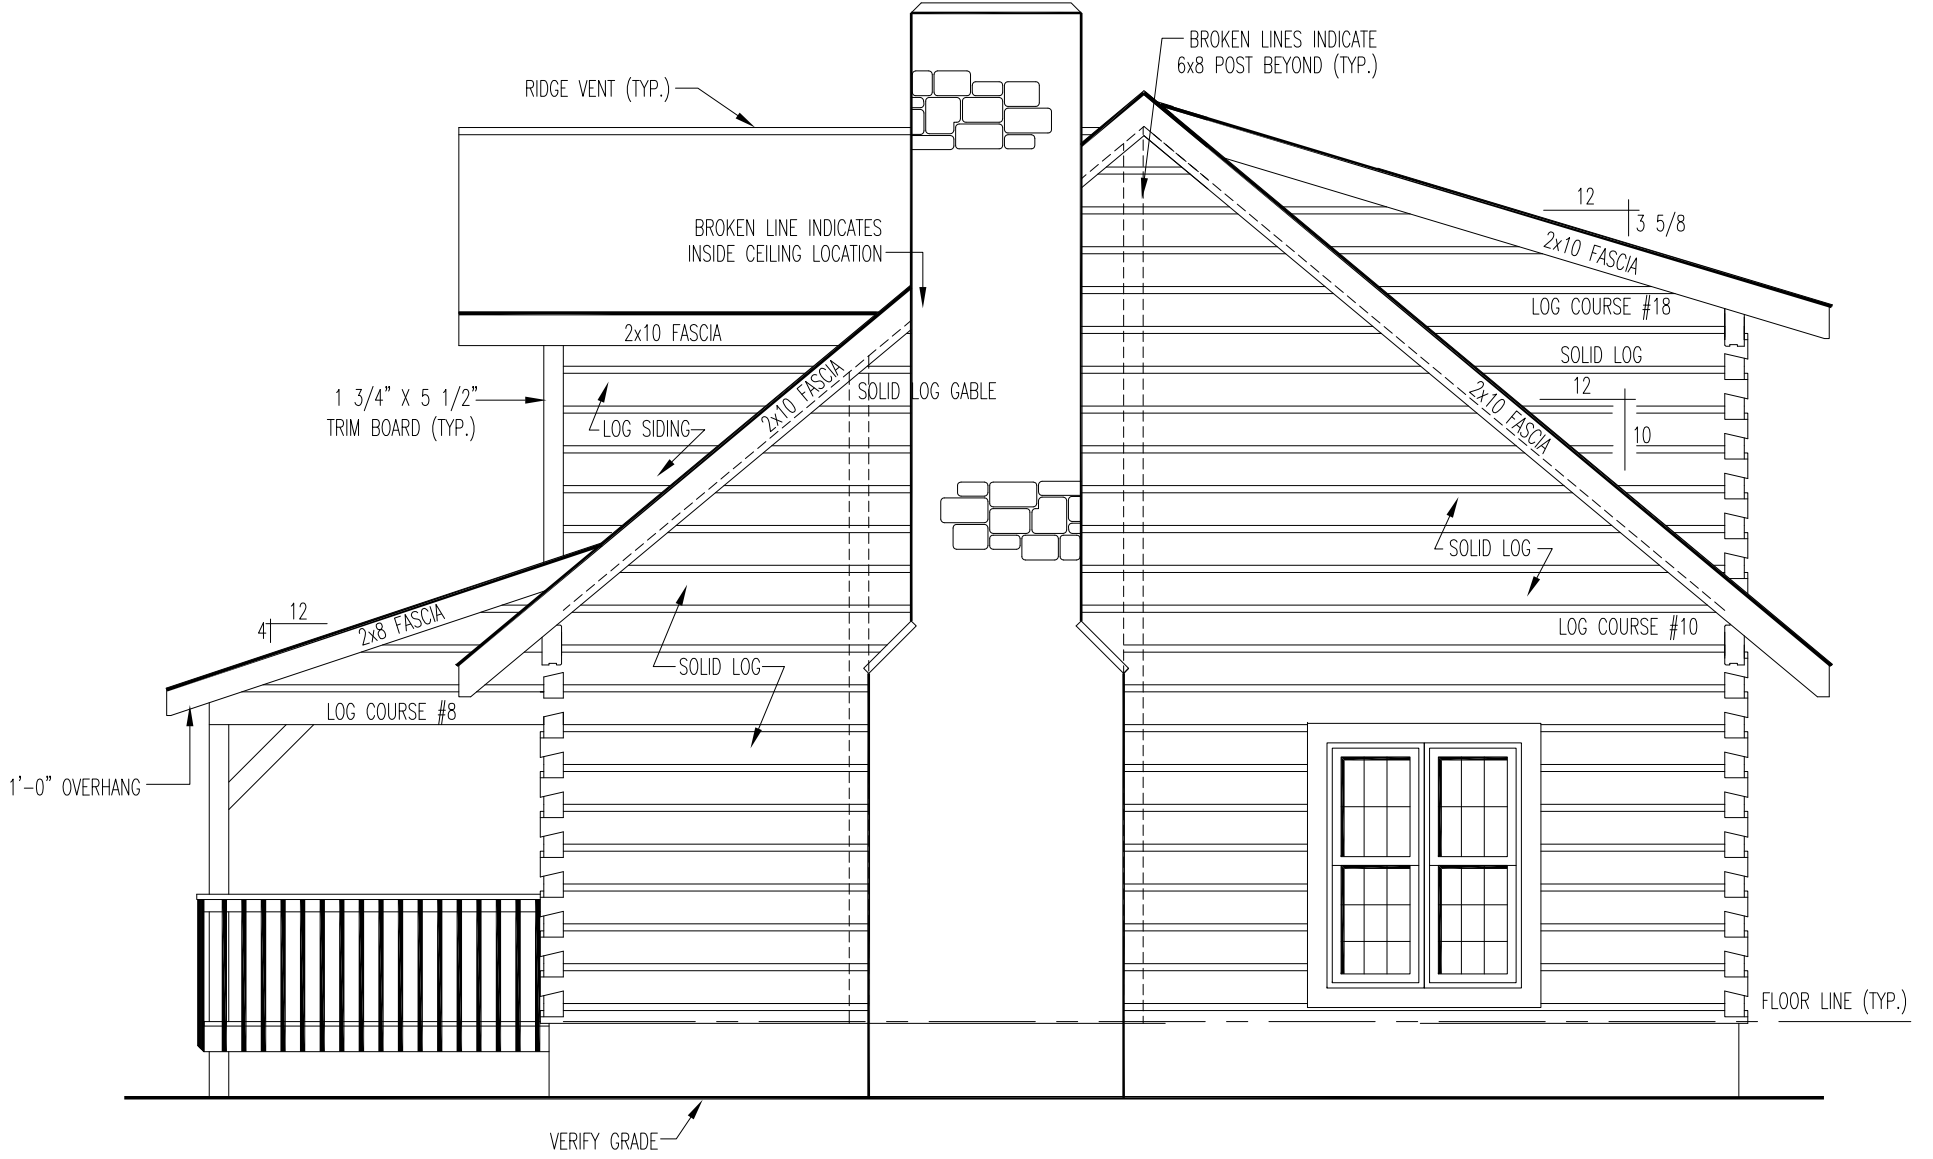 BROKEN LINES INDICATE
6x8 POST BEYOND (TYP.)
RIDGE VENT (TYP.)
12
3 5/8
2x10 FASCIA
BROKEN LINE INDICATES
INSIDE CEILING LOCATION
LOG COURSE #18
2x10 FASCIA
SOLID LOG
12
10
1 3/4" X 5 1/2"
TRIM BOARD (TYP.)
2x10 FASCIA
SOLID LOG GABLE
2x10 FASCIA
LOG SIDING
SOLID LOG
12
4
2x8 FASCIA
LOG COURSE #10
SOLID LOG
LOG COURSE #8
1'-0" OVERHANG
FLOOR LINE (TYP.)
VERIFY GRADE